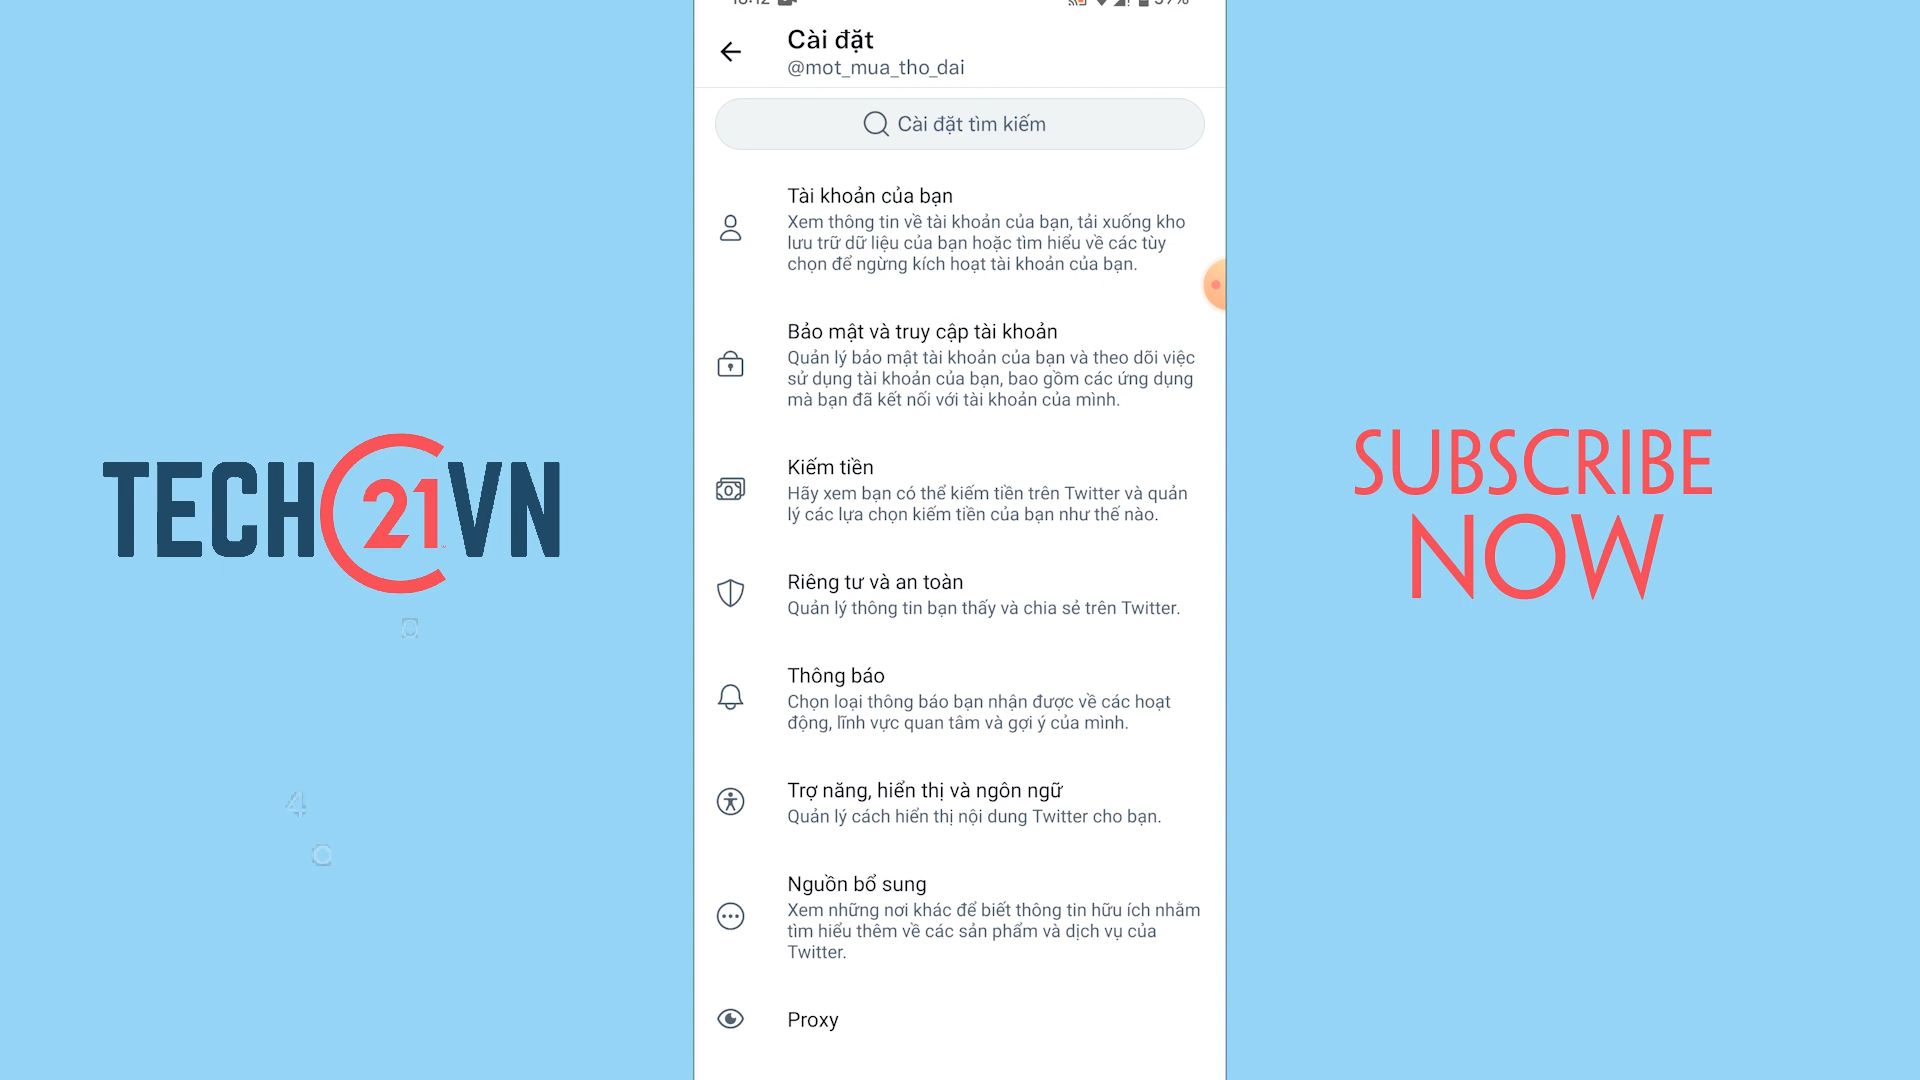 Cài đặt
@mot_mua_tho_dai
Cài đặt tìm kiếm
Tài khoản của bạn
Xem thông tin về tài khoản của bạn, tải xuống kho
lưu trữ dữ liệu của bạn hoặc tìm hiểu về các tùy
chọn để ngừng kích hoạt tài khoản của bạn.
Bảo mật và truy cập tài khoản
Quản lý bảo mật tài khoản của bạn và theo dõi việc
sử dụng tài khoản của bạn, bao gồm các ứng dụng
mà bạn đã kết nối với tài khoản của mình.
Kiếm tiền
Hãy xem bạn có thể kiếm tiền trên Twitter và quản
lý các lựa chọn kiếm tiền của bạn như thế nào.
Riêng tư và an toàn
Quản lý thông tin bạn thấy và chia sẻ trên Twitter.
Thông báo
Chọn loại thông báo bạn nhận được về các hoạt
động, lĩnh vực quan tâm và gợi ý của mình.
Trợ năng, hiển thị và ngôn ngữ
Quản lý cách hiển thị nội dung Twitter cho bạn.
Nguồn bổ sung
Xem những nơi khác để biết thông tin hữu ích nhằm
tìm hiểu thêm về các sản phẩm và dịch vụ của
Twitter.
Proxy
TECH 21 VN
SUBSCRIBE
NOW